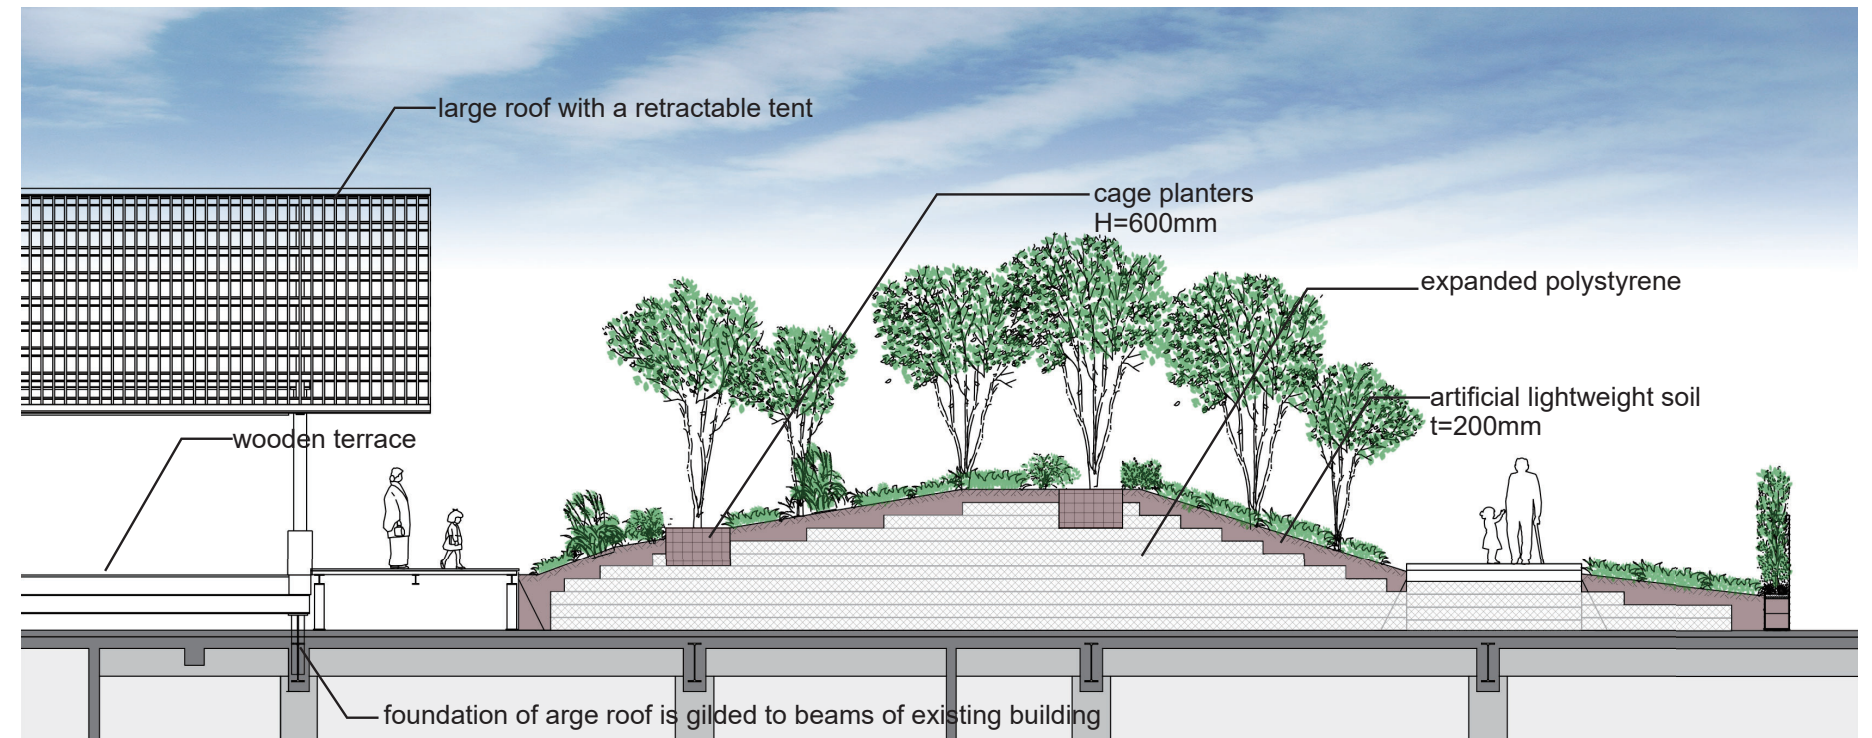 large roof with a retractable tent
cage planters
H=600mm
expanded polystyrene
artificial lightweight soil
t=200mm
wooden terrace
foundation of arge roof is gilded to beams of existing building